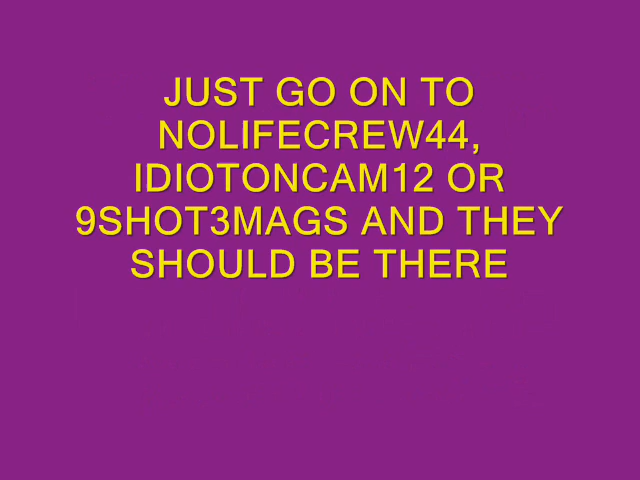 JUST GO ON TO
NOLIFECREW44,
IDIOTONCAM12 OR
9SHOT3MAGS AND THEY
SHOULD BE THERE